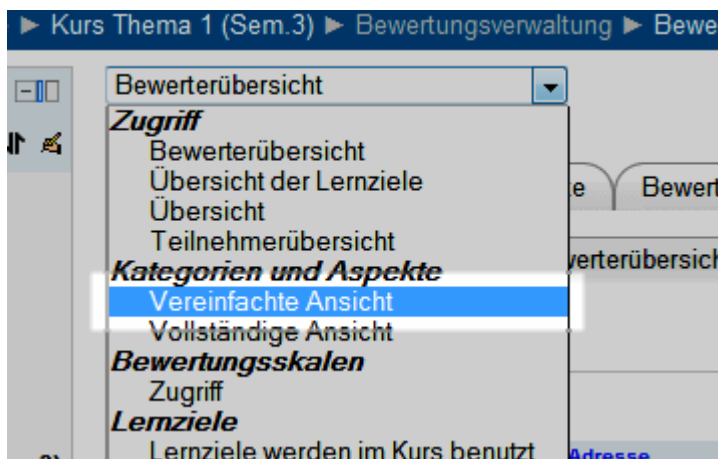 ► Kurs Thema 1 (Sem.3) ► Bewertungsverwaltung ► Bewe
Bewerterübersicht
Zugriff
Bewerterübersicht
Übersicht der Lernziele
Übersicht
Teilnehmerübersicht
Kategorien und Aspekte
Vereinfachte Ansicht
Vollständige Ansicht
Bewertungsskalen
Zugriff
Lernziele
Lernziele werden im Kurs benutzt
te
Bewert
werterübersich
Adresse